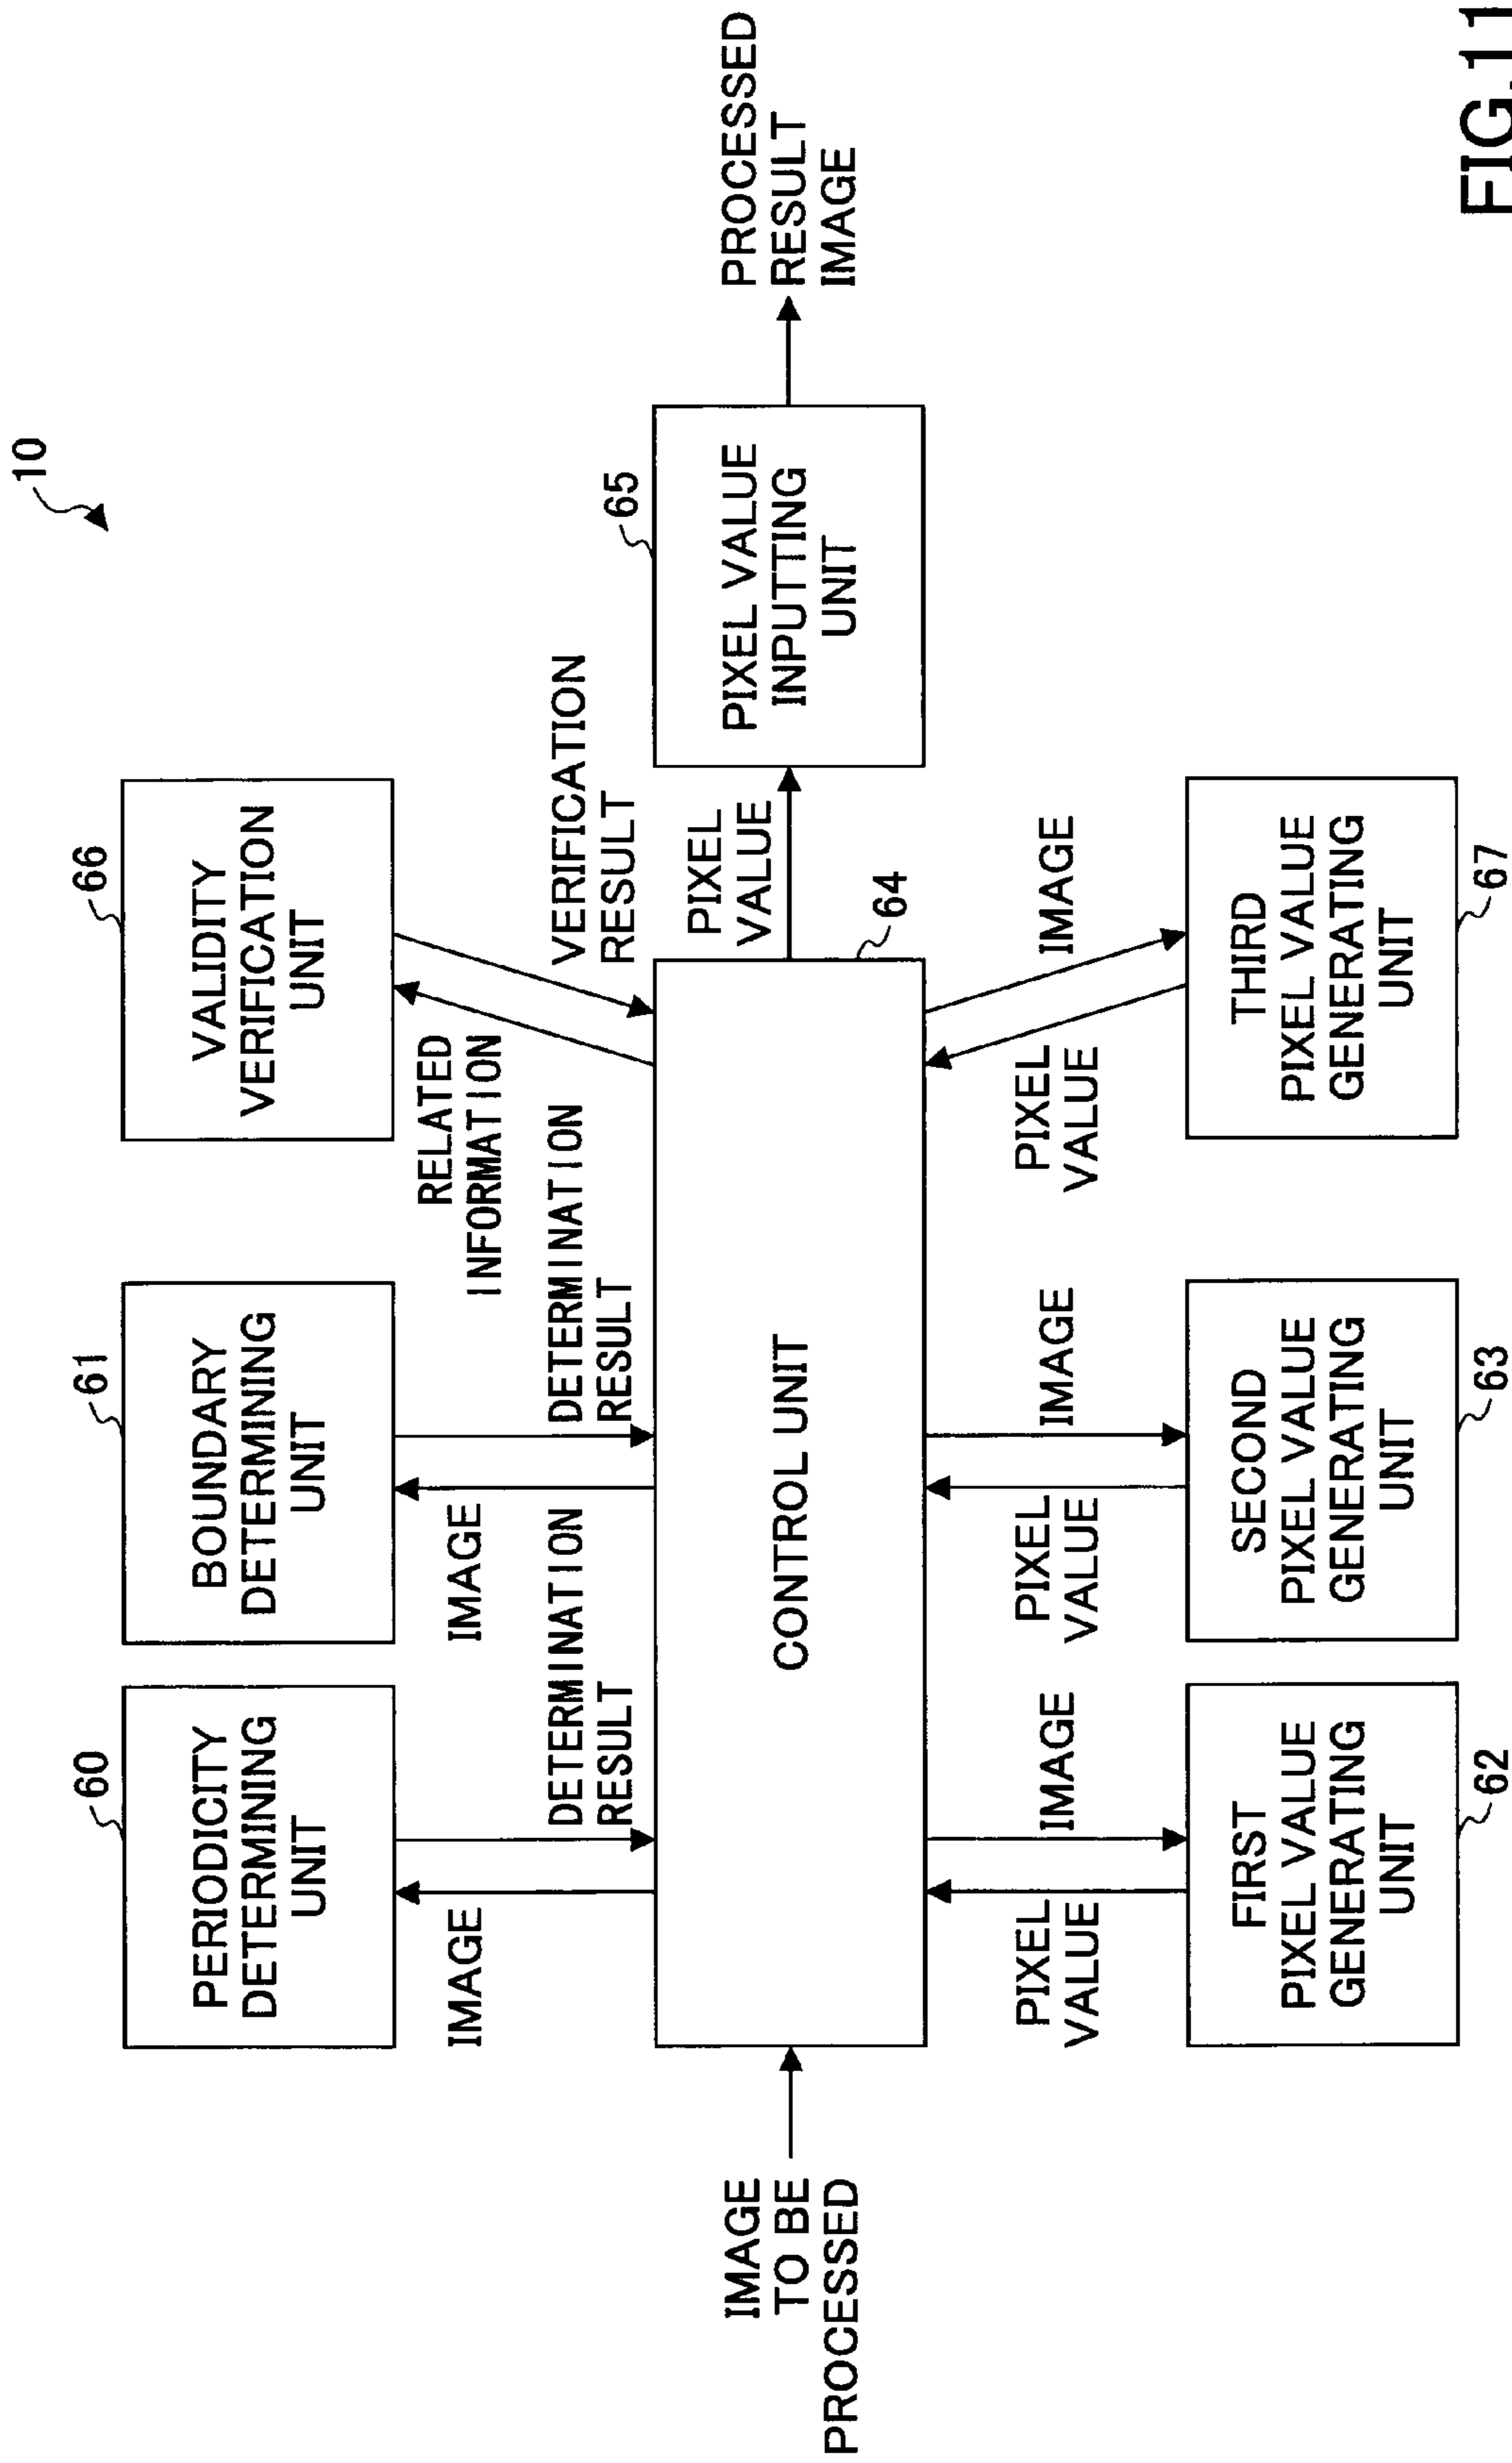 10
60
PERIODICITY
DETERMINING
UNIT
61
BOUNDARY
DETERMINING
UNIT
66
VALIDITY
VERIFICATION
UNIT
IMAGE
DETERMINATION
RESULT
IMAGE
DETERMINATION
RESULT
RELATED
INFORMATION
VERIFICATION
RESULT
IMAGE
TO BE
PROCESSED
CONTROL UNIT
64
PIXEL
VALUE
65
PIXEL VALUE
INPUTTING
UNIT
PROCESSED
RESULT
IMAGE
PIXEL
VALUE
IMAGE
PIXEL
VALUE
IMAGE
PIXEL
VALUE
IMAGE
FIRST
PIXEL VALUE
GENERATING
UNIT
62
SECOND
PIXEL VALUE
GENERATING
UNIT
63
THIRD
PIXEL VALUE
GENERATING
UNIT
67
FIG.11